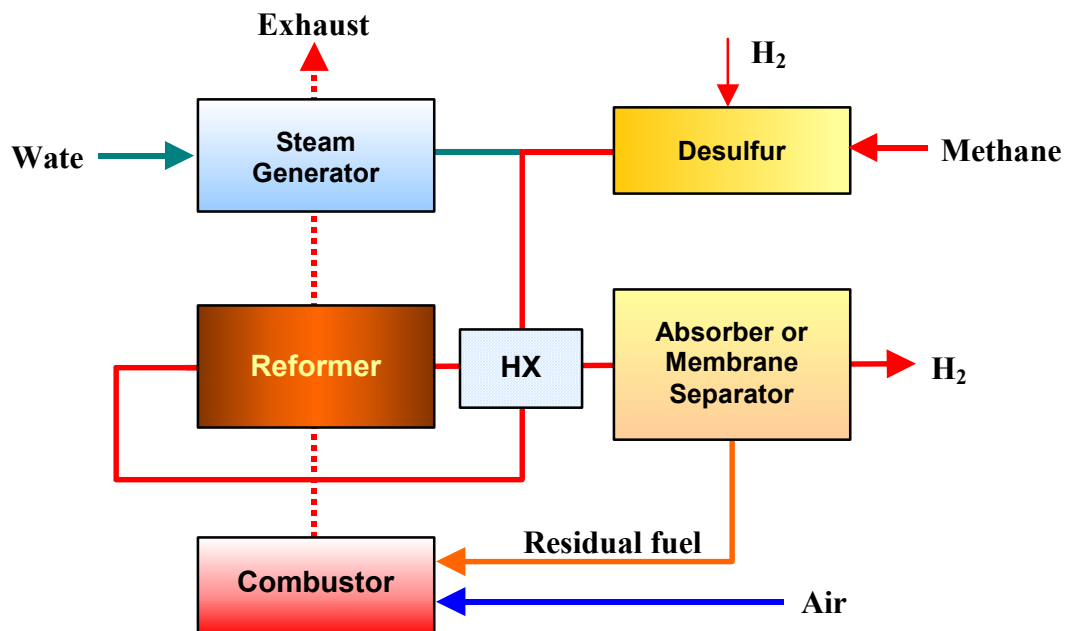 Exhaust
H₂
Wate
Steam
Generator
Desulfur
Methane
Reformer
HX
Absorber or
Membrane
Separator
H₂
Residual fuel
Combustor
Air